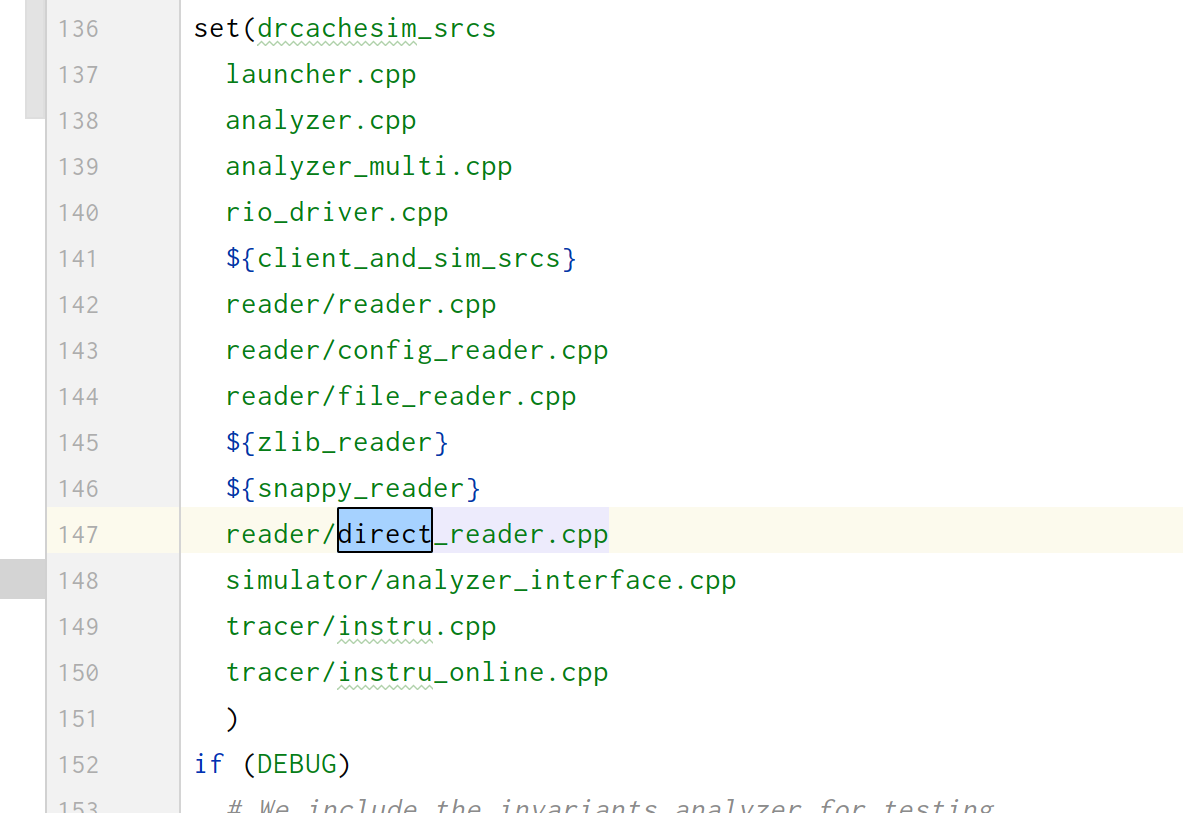 136 set(drcachesim_srcs
137 launcher.cpp
138 analyzer.cpp
139 analyzer_multi.cpp
140 rio_driver.cpp
141 ${client_and_sim_srcs}
142 reader/reader.cpp
143 reader/config_reader.cpp
144 reader/file_reader.cpp
145 ${zlib_reader}
146 ${snappy_reader}
147 reader/direct_reader.cpp
148 simulator/analyzer_interface.cpp
149 tracer/instru.cpp
150 tracer/instru_online.cpp
151 )
152 if (DEBUG)
153 # We include the invariants analyzer for testing